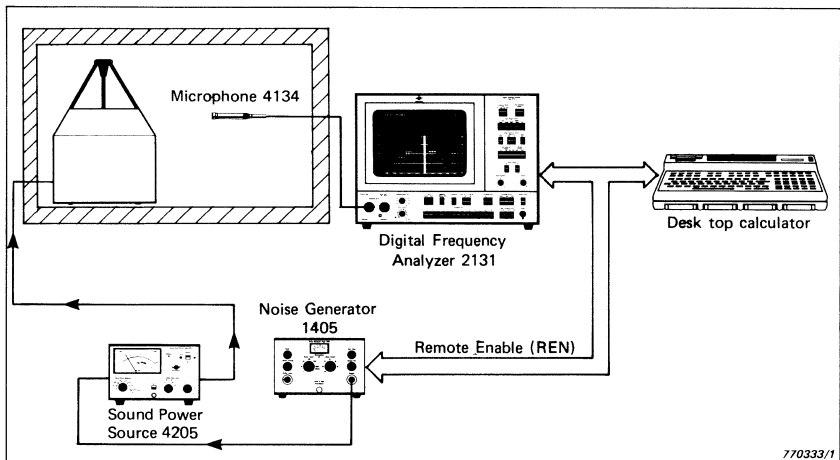 Microphone 4134
Digital Frequency
Analyzer 2131
Desk top calculator
Noise Generator
1405
Remote Enable (REN)
Sound Power
Source 4205
770333/1